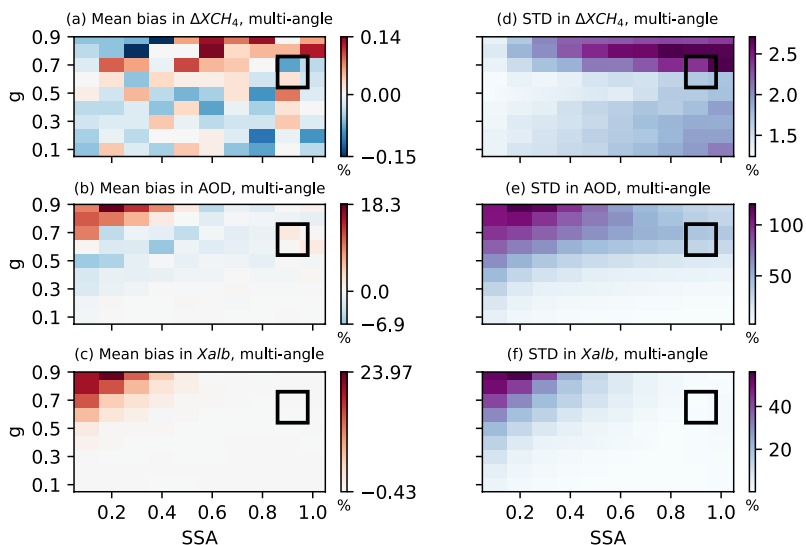 (a) Mean bias in ΔXCH₄, multi-angle
g
0.9
0.7
0.5
0.3
0.1
0.14
0.00
−0.15
%
(d) STD in ΔXCH₄, multi-angle
2.5
2.0
1.5
%
(b) Mean bias in AOD, multi-angle
g
0.9
0.7
0.5
0.3
0.1
18.3
0.0
−6.9
%
(e) STD in AOD, multi-angle
100
50
%
(c) Mean bias in Xalb, multi-angle
g
0.9
0.7
0.5
0.3
0.1
0.2 0.4 0.6 0.8 1.0
SSA
23.97
−0.43
%
(f) STD in Xalb, multi-angle
0.2 0.4 0.6 0.8 1.0
SSA
40
20
%